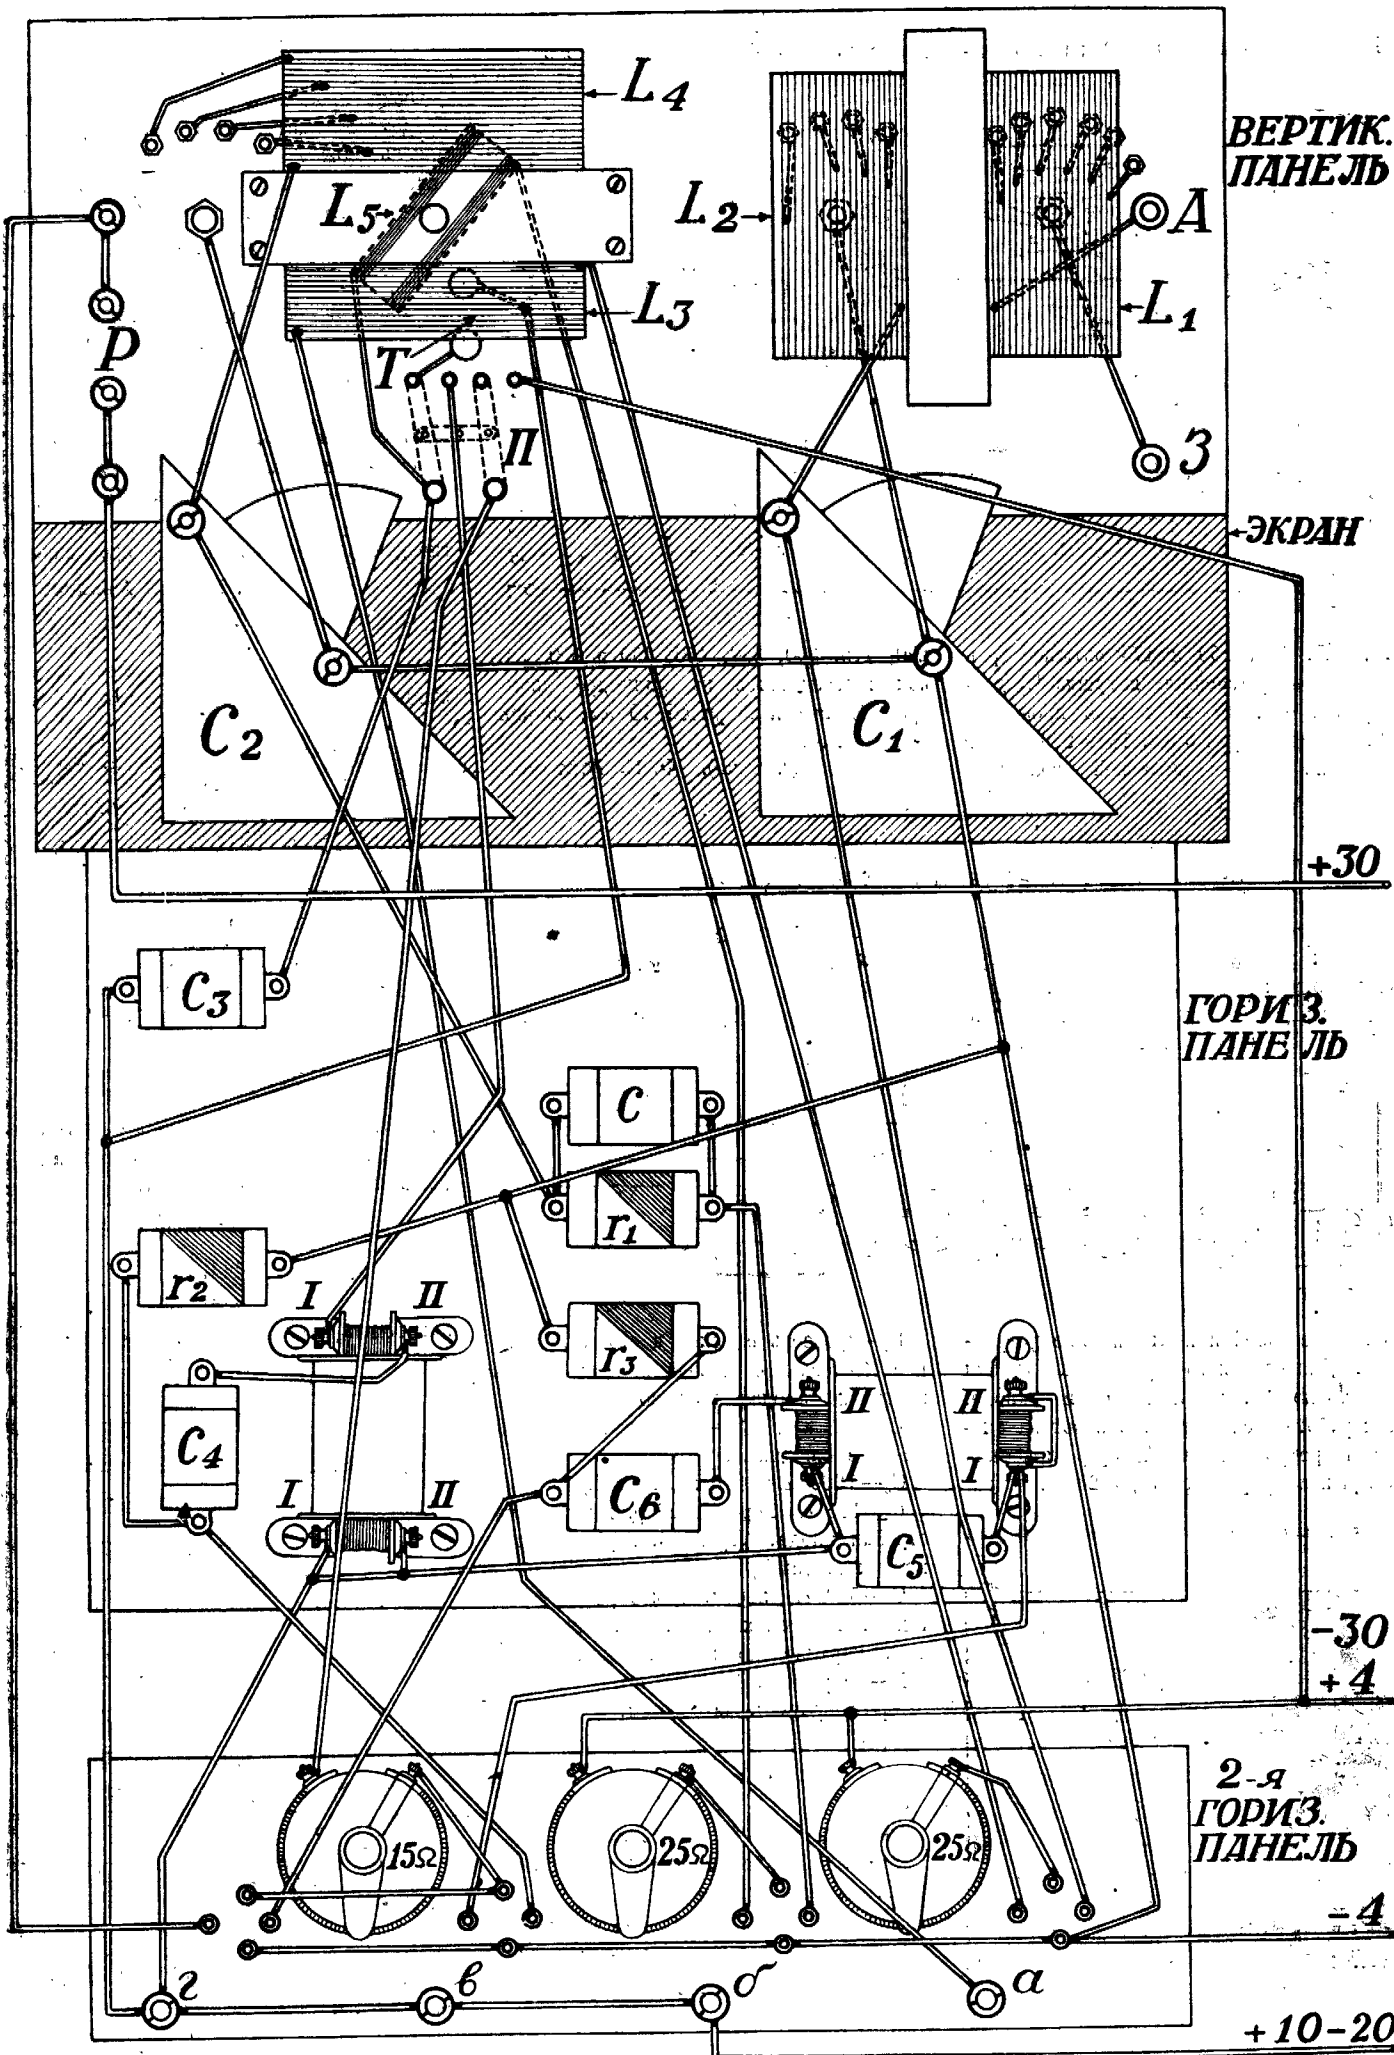 L4
ВЕРТИК.
ПАНЕЛЬ
L5
L2
А
L3
L1
Р
Т
П
З
ЭКРАН
C2
C1
+30
C3
ГОРИЗ.
ПАНЕЛЬ
C
r1
r2
I
II
r3
C4
II
II
I
II
I
I
C6
C5
-30
+4
2-я
ГОРИЗ.
ПАНЕЛЬ
15Ω
25Ω
25Ω
-4
г
в
б
а
+10-20